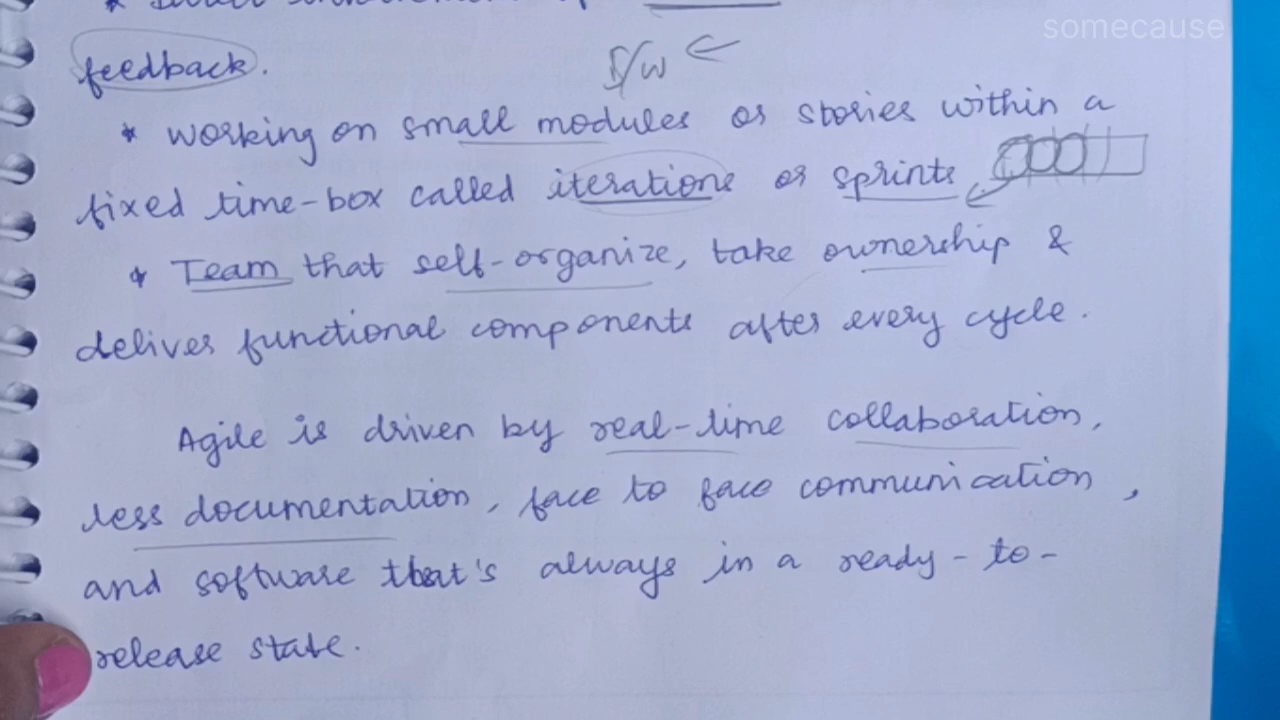 somecause
feedback.
S/W
* working on small modules or stories within a
fixed time-box called iterations or sprints
* Team that self-organize, take ownership &
delives functional components after every cycle.
Agile is driven by real-time collaboration,
less documentation, face to face communication,
and software that's always in a ready-to-
release state.